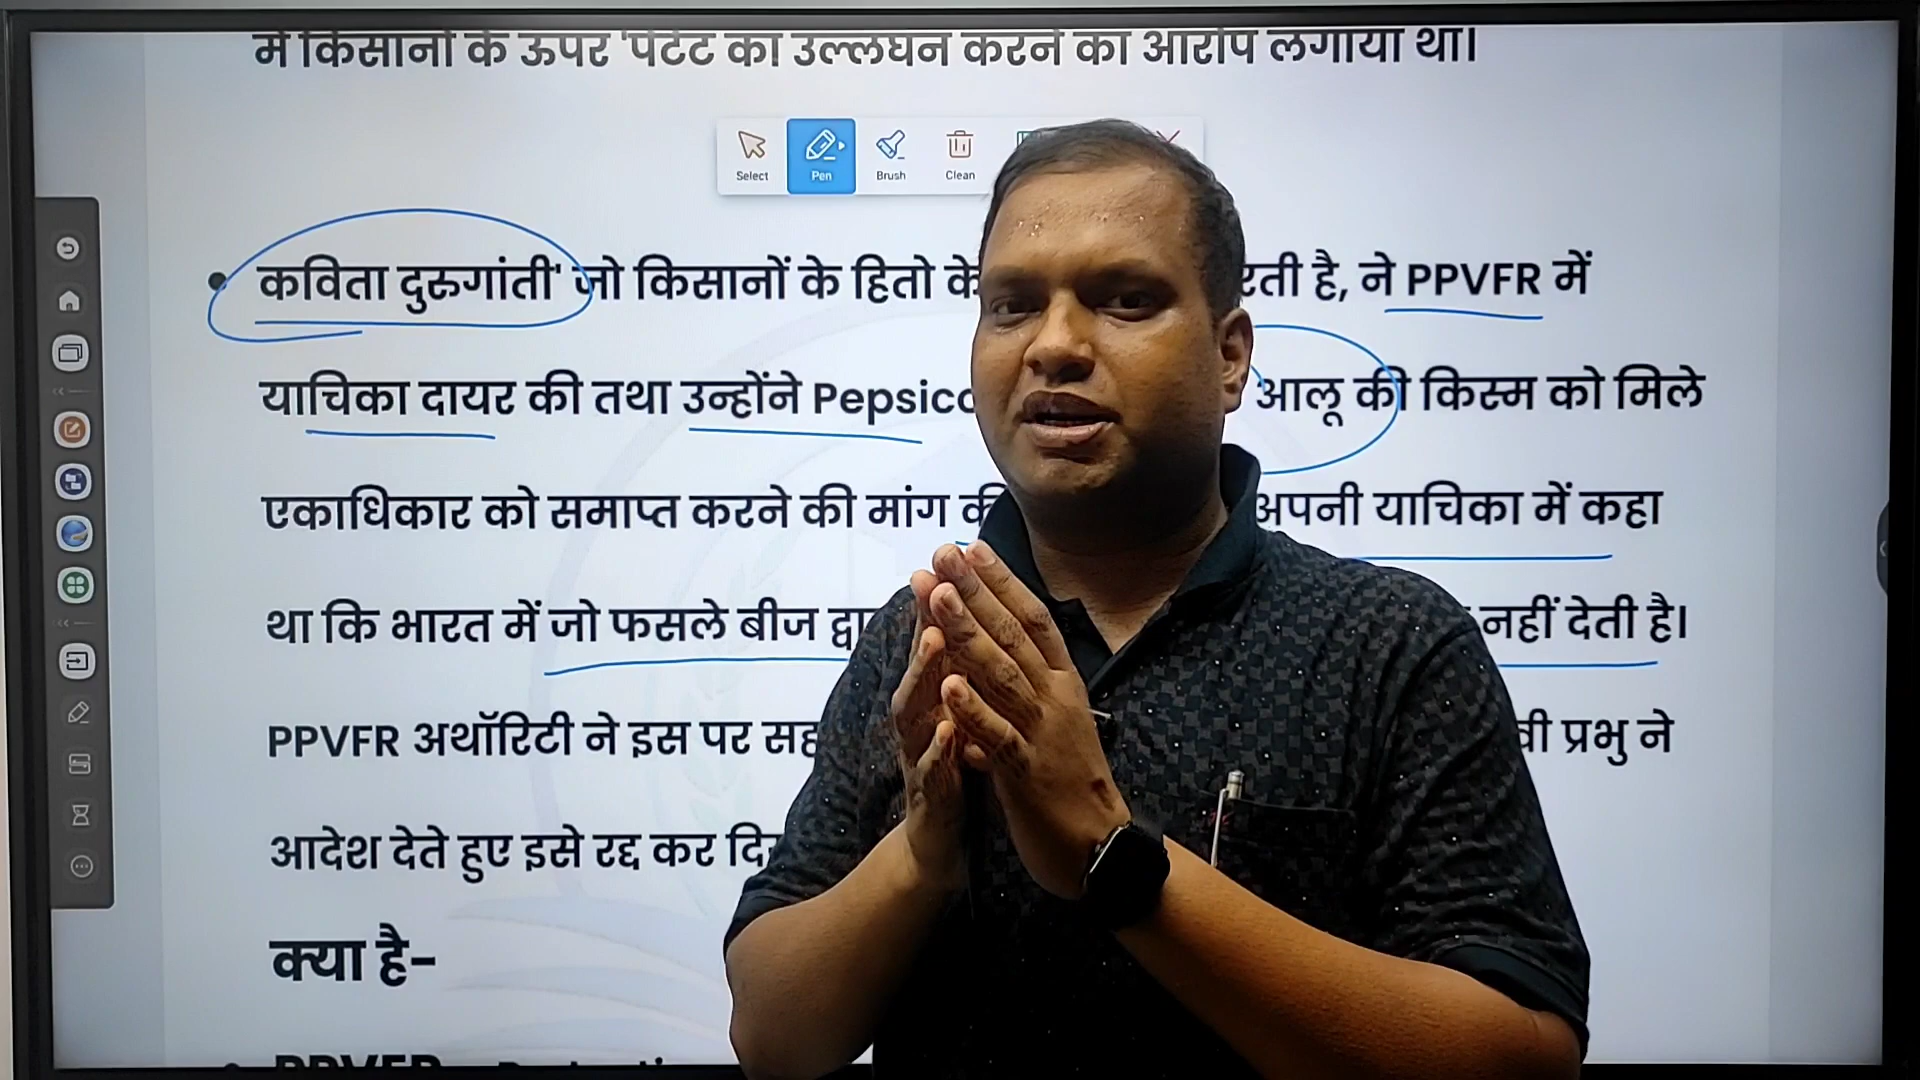 में किसानों के ऊपर 'पेटेंट का उल्लंघन करने का आरोप लगाया था।
Select Pen Brush Clean
कविता दुरुगांती' जो किसानों के हितो के रती है, ने PPVFR में
याचिका दायर की तथा उन्होंने Pepsico आलू की किस्म को मिले
एकाधिकार को समाप्त करने की मांग की अपनी याचिका में कहा
था कि भारत में जो फसले बीज द्वा नहीं देती है।
PPVFR अथॉरिटी ने इस पर सह वी प्रभु ने
आदेश देते हुए इसे रद्द कर दि
क्या है-
PPVFR